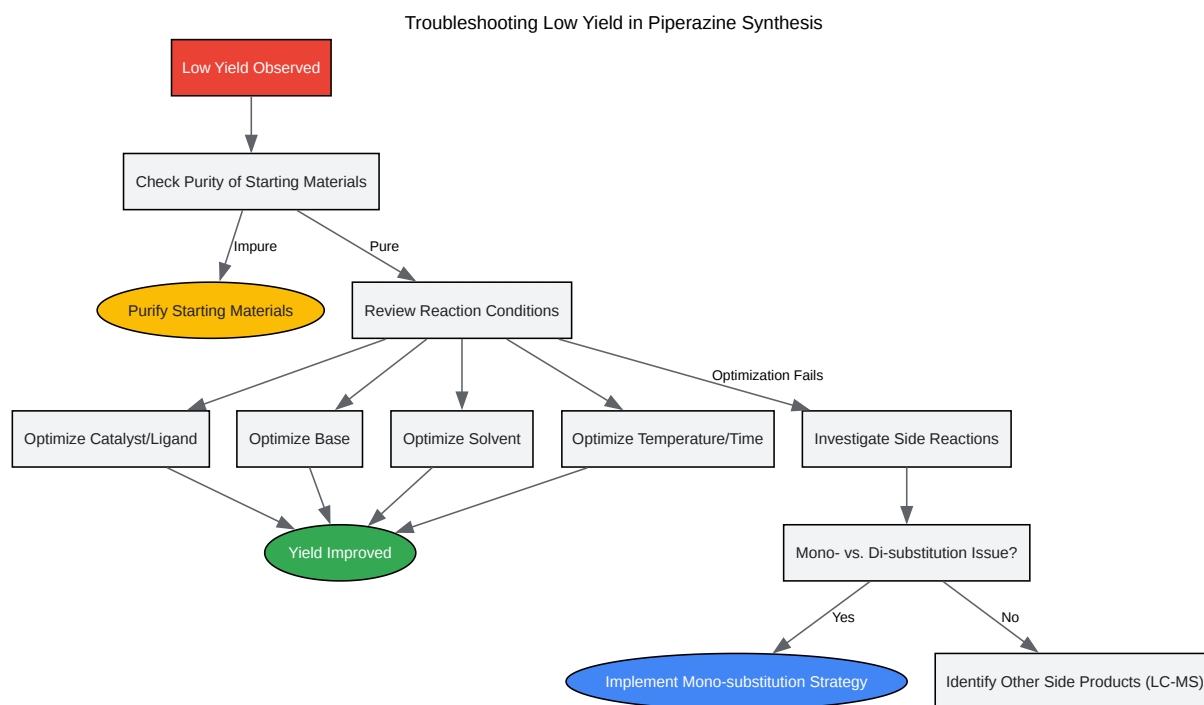 Troubleshooting Low Yield in Piperazine Synthesis
Low Yield Observed
Check Purity of Starting Materials
Impure
Pure
Purify Starting Materials
Review Reaction Conditions
Optimization Fails
Optimize Catalyst/Ligand
Optimize Base
Optimize Solvent
Optimize Temperature/Time
Investigate Side Reactions
Yield Improved
Mono- vs. Di-substitution Issue?
Yes
No
Implement Mono-substitution Strategy
Identify Other Side Products (LC-MS)